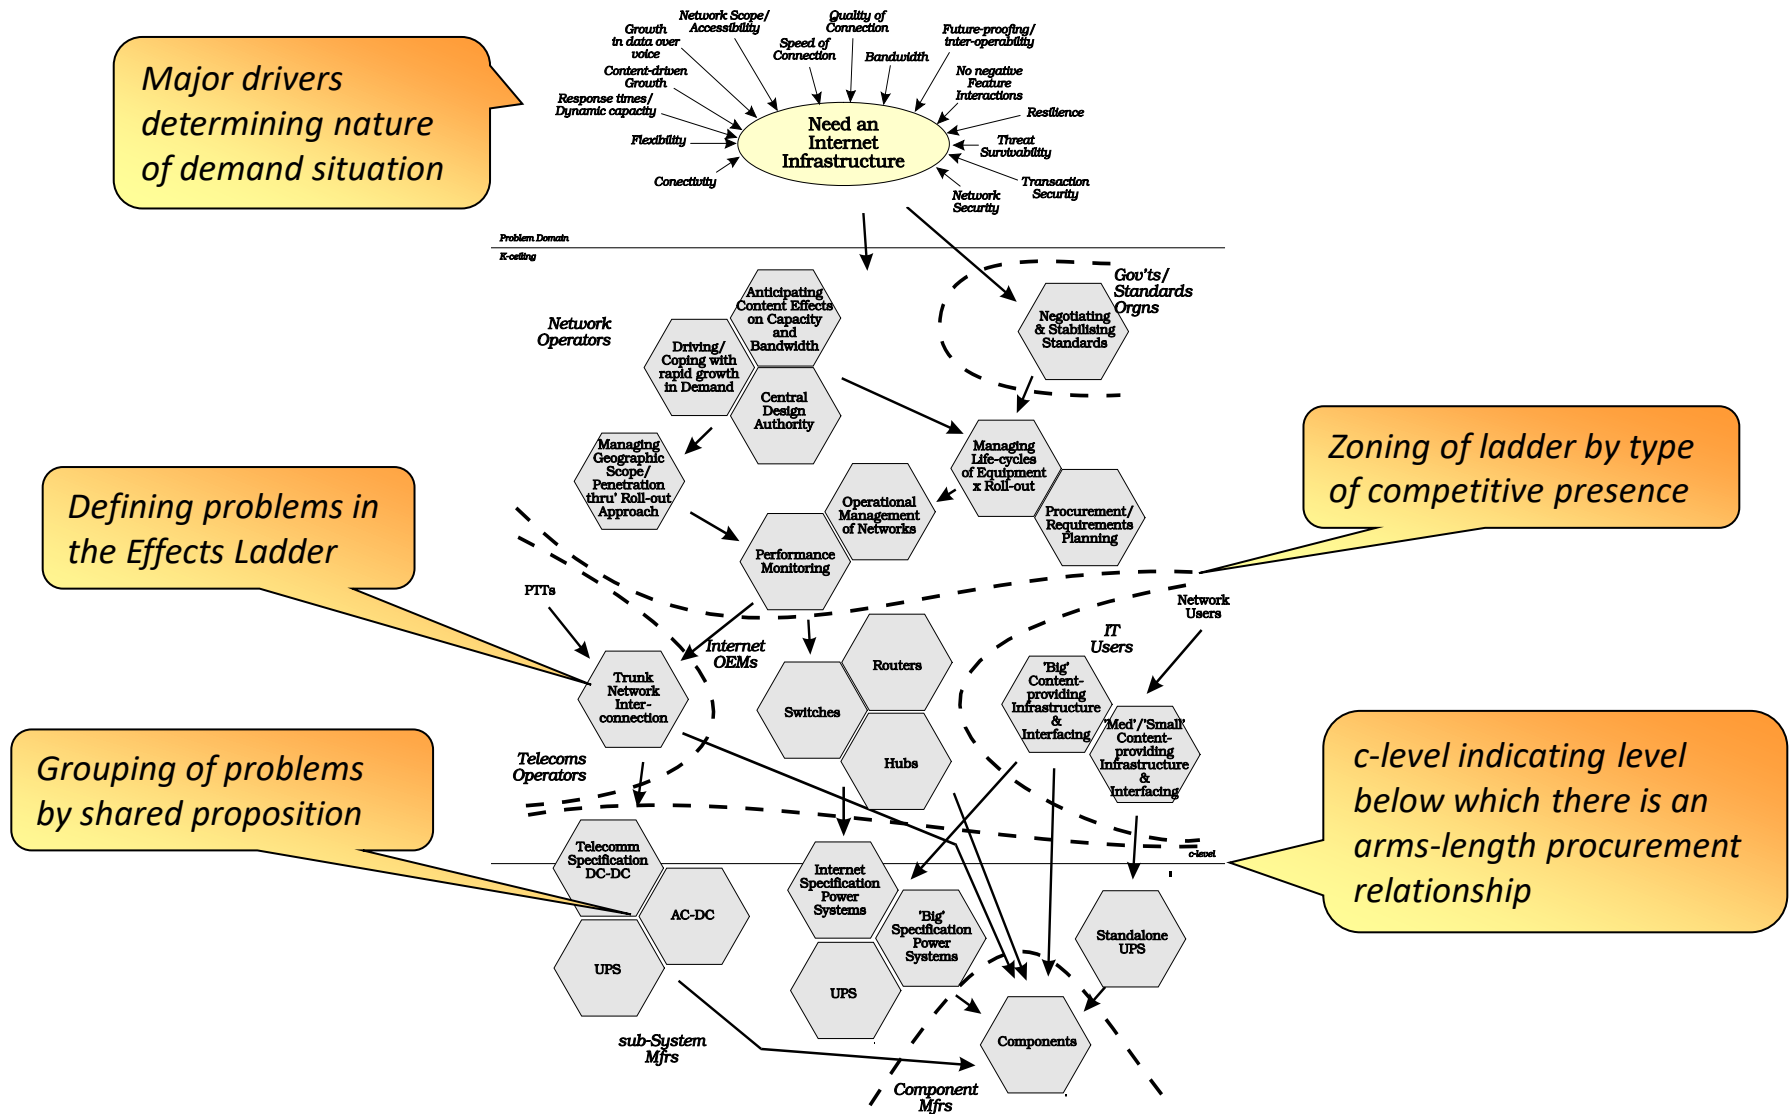 Major drivers
determining nature
of demand situation
Network Scope/
Accessibility
Growth
in data over
voice
Content-driven
Growth
Response times/
Dynamic capacity
Flexibility
Conectivity
Speed of
Connection
Quality of
Connection
Bandwidth
Future-proofing/
inter-operability
No negative
Feature
Interactions
Resilience
Threat
Survivability
Transaction
Security
Network
Security
Need an
Internet
Infrastructure
Problem Domain
K-ceiling
Network
Operators
Anticipating
Content Effects
on Capacity
and
Bandwidth
Driving/
Coping with
rapid growth
in Demand
Central
Design
Authority
Gov'ts/
Standards
Orgns
Negotiating
& Stabilising
Standards
Managing
Geographic
Scope/
Penetration
thru' Roll-out
Approach
Managing
Life-cycles
of Equipment
x Roll-out
Operational
Management
of Networks
Procurement/
Requirements
Planning
Performance
Monitoring
Zoning of ladder by type
of competitive presence
Defining problems in
the Effects Ladder
PTTs
Internet
OEMs
Trunk
Network
Inter-
connection
Switches
Routers
Hubs
IT
Users
Network
Users
'Big'
Content-
providing
Infrastructure
&
Interfacing
'Med'/'Small'
Content-
providing
Infrastructure
&
Interfacing
Telecoms
Operators
Grouping of problems
by shared proposition
c-level indicating level
below which there is an
arms-length procurement
relationship
c-level
Telecomm
Specification
DC-DC
AC-DC
UPS
Internet
Specification
Power
Systems
'Big'
Specification
Power
Systems
UPS
Standalone
UPS
Components
sub-System
Mfrs
Component
Mfrs